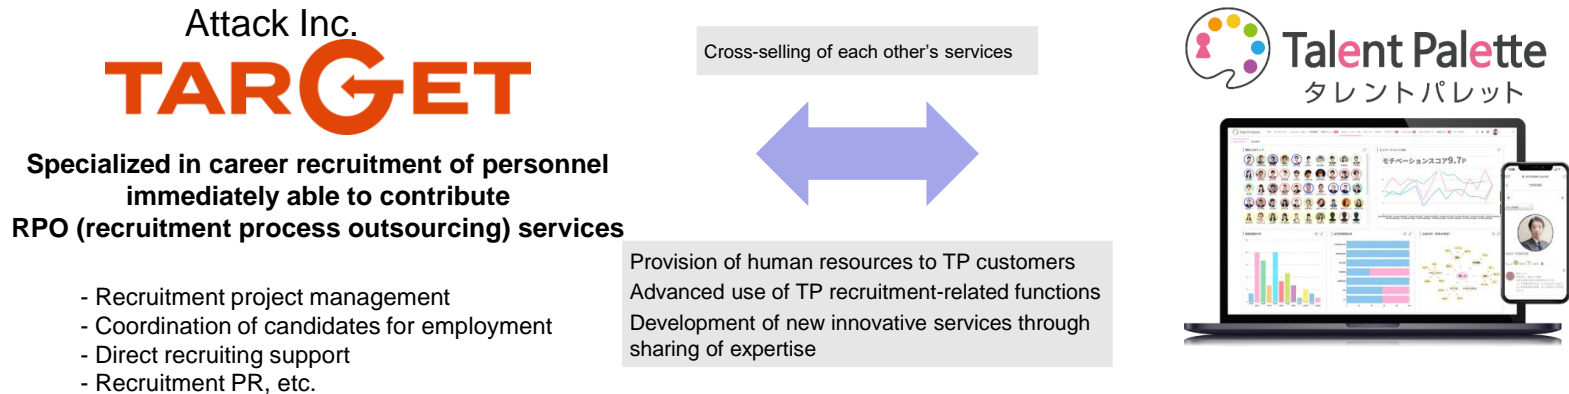 Attack Inc.
TARGET
Specialized in career recruitment of personnel
immediately able to contribute
RPO (recruitment process outsourcing) services
- Recruitment project management
- Coordination of candidates for employment
- Direct recruiting support
- Recruitment PR, etc.
Cross-selling of each other’s services
Provision of human resources to TP customers
Advanced use of TP recruitment-related functions
Development of new innovative services through
sharing of expertise
Talent Palette
タレントパレット
モチベーションスコア9.7P